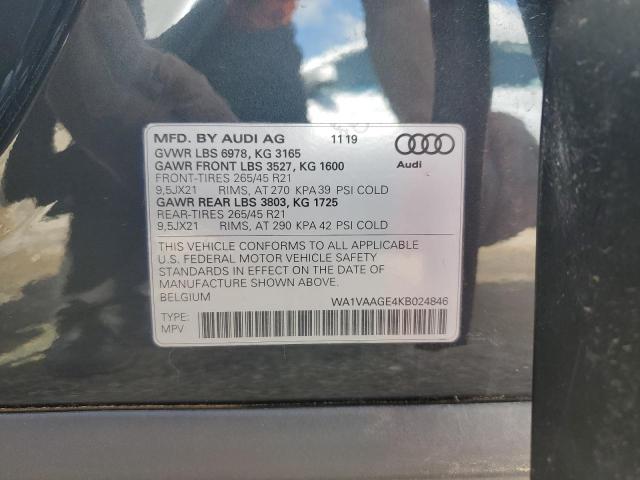 MFD. BY AUDI AG 11 19
GVWR LBS 6978, KG 3165
GAWR FRONT LBS 3527, KG 1600
FRONT-TIRES 265/45 R21
9,5JX21 RIMS, AT 270 KPA 39 PSI COLD
GAWR REAR LBS 3803, KG 1725
REAR-TIRES 265/45 R21
9,5JX21 RIMS, AT 290 KPA 42 PSI COLD
Audi
THIS VEHICLE CONFORMS TO ALL APPLICABLE
U.S. FEDERAL MOTOR VEHICLE SAFETY
STANDARDS IN EFFECT ON THE DATE OF
MANUFACTURE SHOWN ABOVE.
BELGIUM WA1VAAGE4KB024846
TYPE:
MPV